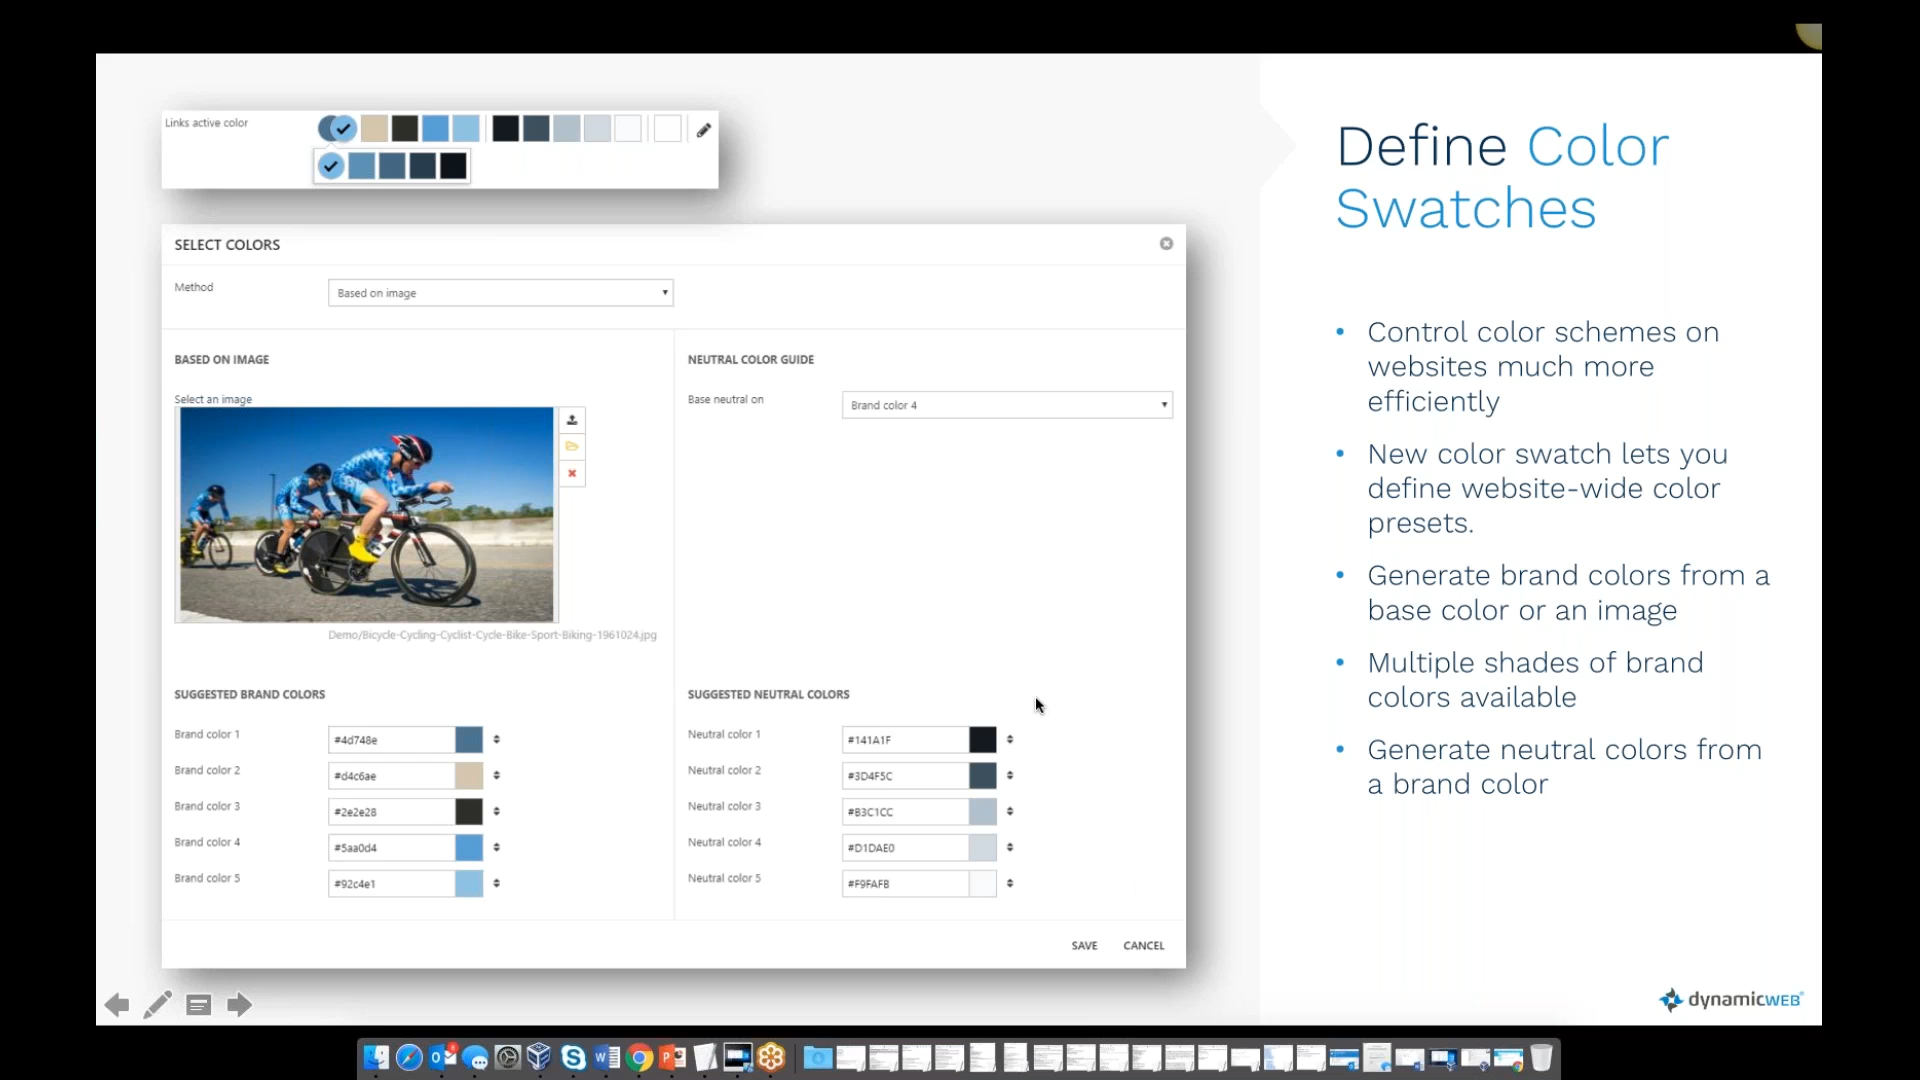 Links active color
SELECT COLORS
Method
Based on image
BASED ON IMAGE
Select an image
Demo/Bicycle-Cycling-Cyclist-Cycle-Bike-Sport-Biking-1961024.jpg
NEUTRAL COLOR GUIDE
Base neutral on
Brand color 4
SUGGESTED BRAND COLORS
Brand color 1
#4d748e
Brand color 2
#d4c6ae
Brand color 3
#2e2e28
Brand color 4
#5aa0d4
Brand color 5
#92c4e1
SUGGESTED NEUTRAL COLORS
Neutral color 1
#141A1F
Neutral color 2
#3D4F5C
Neutral color 3
#B3C1CC
Neutral color 4
#D1DAE0
Neutral color 5
#F9FAFB
SAVE
CANCEL
Define Color
Swatches
• Control color schemes on
websites much more
efficiently
• New color swatch lets you
define website-wide color
presets.
• Generate brand colors from a
base color or an image
• Multiple shades of brand
colors available
• Generate neutral colors from
a brand color
dynamicWEB